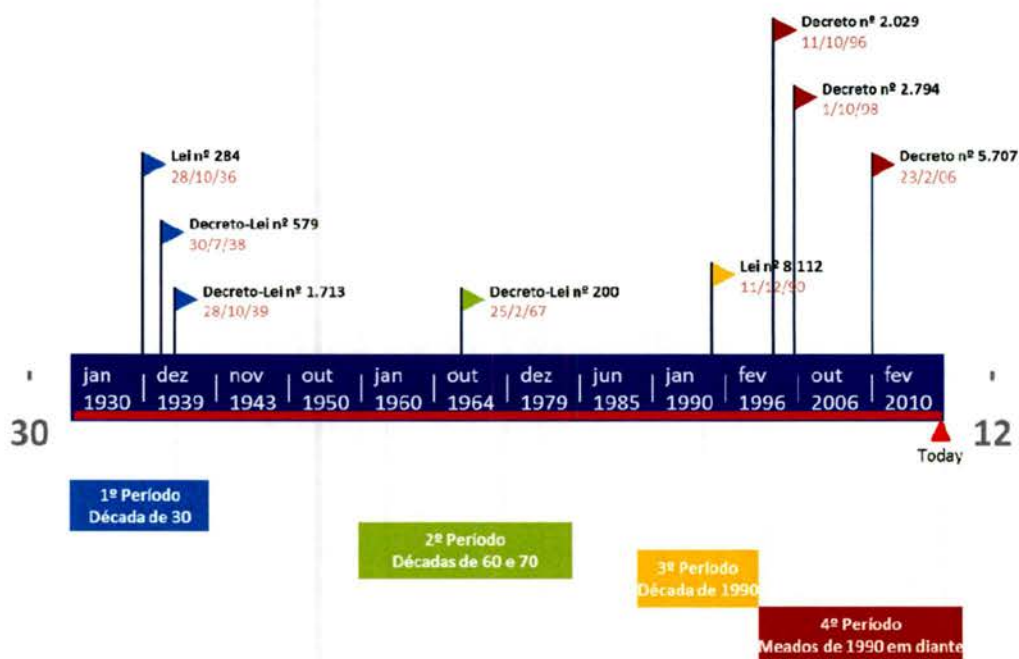 Decreto nº 2.029
11/10/96
Decreto nº 2.794
1/10/98
Lei nº 284
28/10/36
Decreto nº 5.707
23/2/06
Decreto-Lei nº 579
30/7/38
Lei nº 8.112
11/12/90
Decreto-Lei nº 1.713
28/10/39
Decreto-Lei nº 200
25/2/67
jan dez nov out jan out dez jun jan fev out fev
1930 1939 1943 1950 1960 1964 1979 1985 1990 1996 2006 2010
30
12
Today
1º Período
Década de 30
2º Período
Décadas de 60 e 70
3º Período
Década de 1990
4º Período
Meados de 1990 em diante